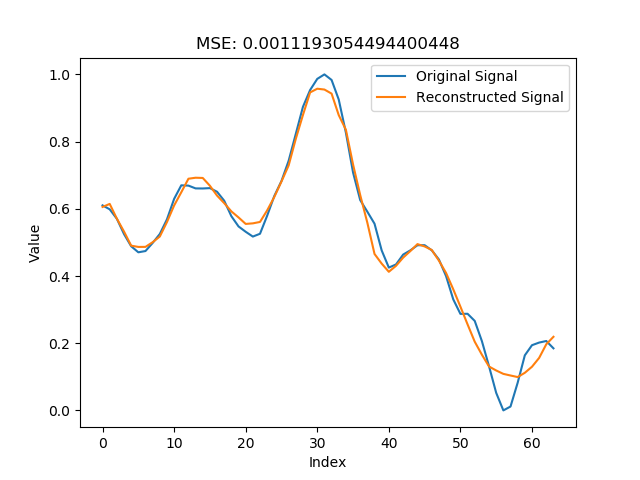 MSE: 0.0011193054494400448
Original Signal
Reconstructed Signal
1.0
0.8
0.6
0.4
0.2
0.0
Value
0 10 20 30 40 50 60
Index